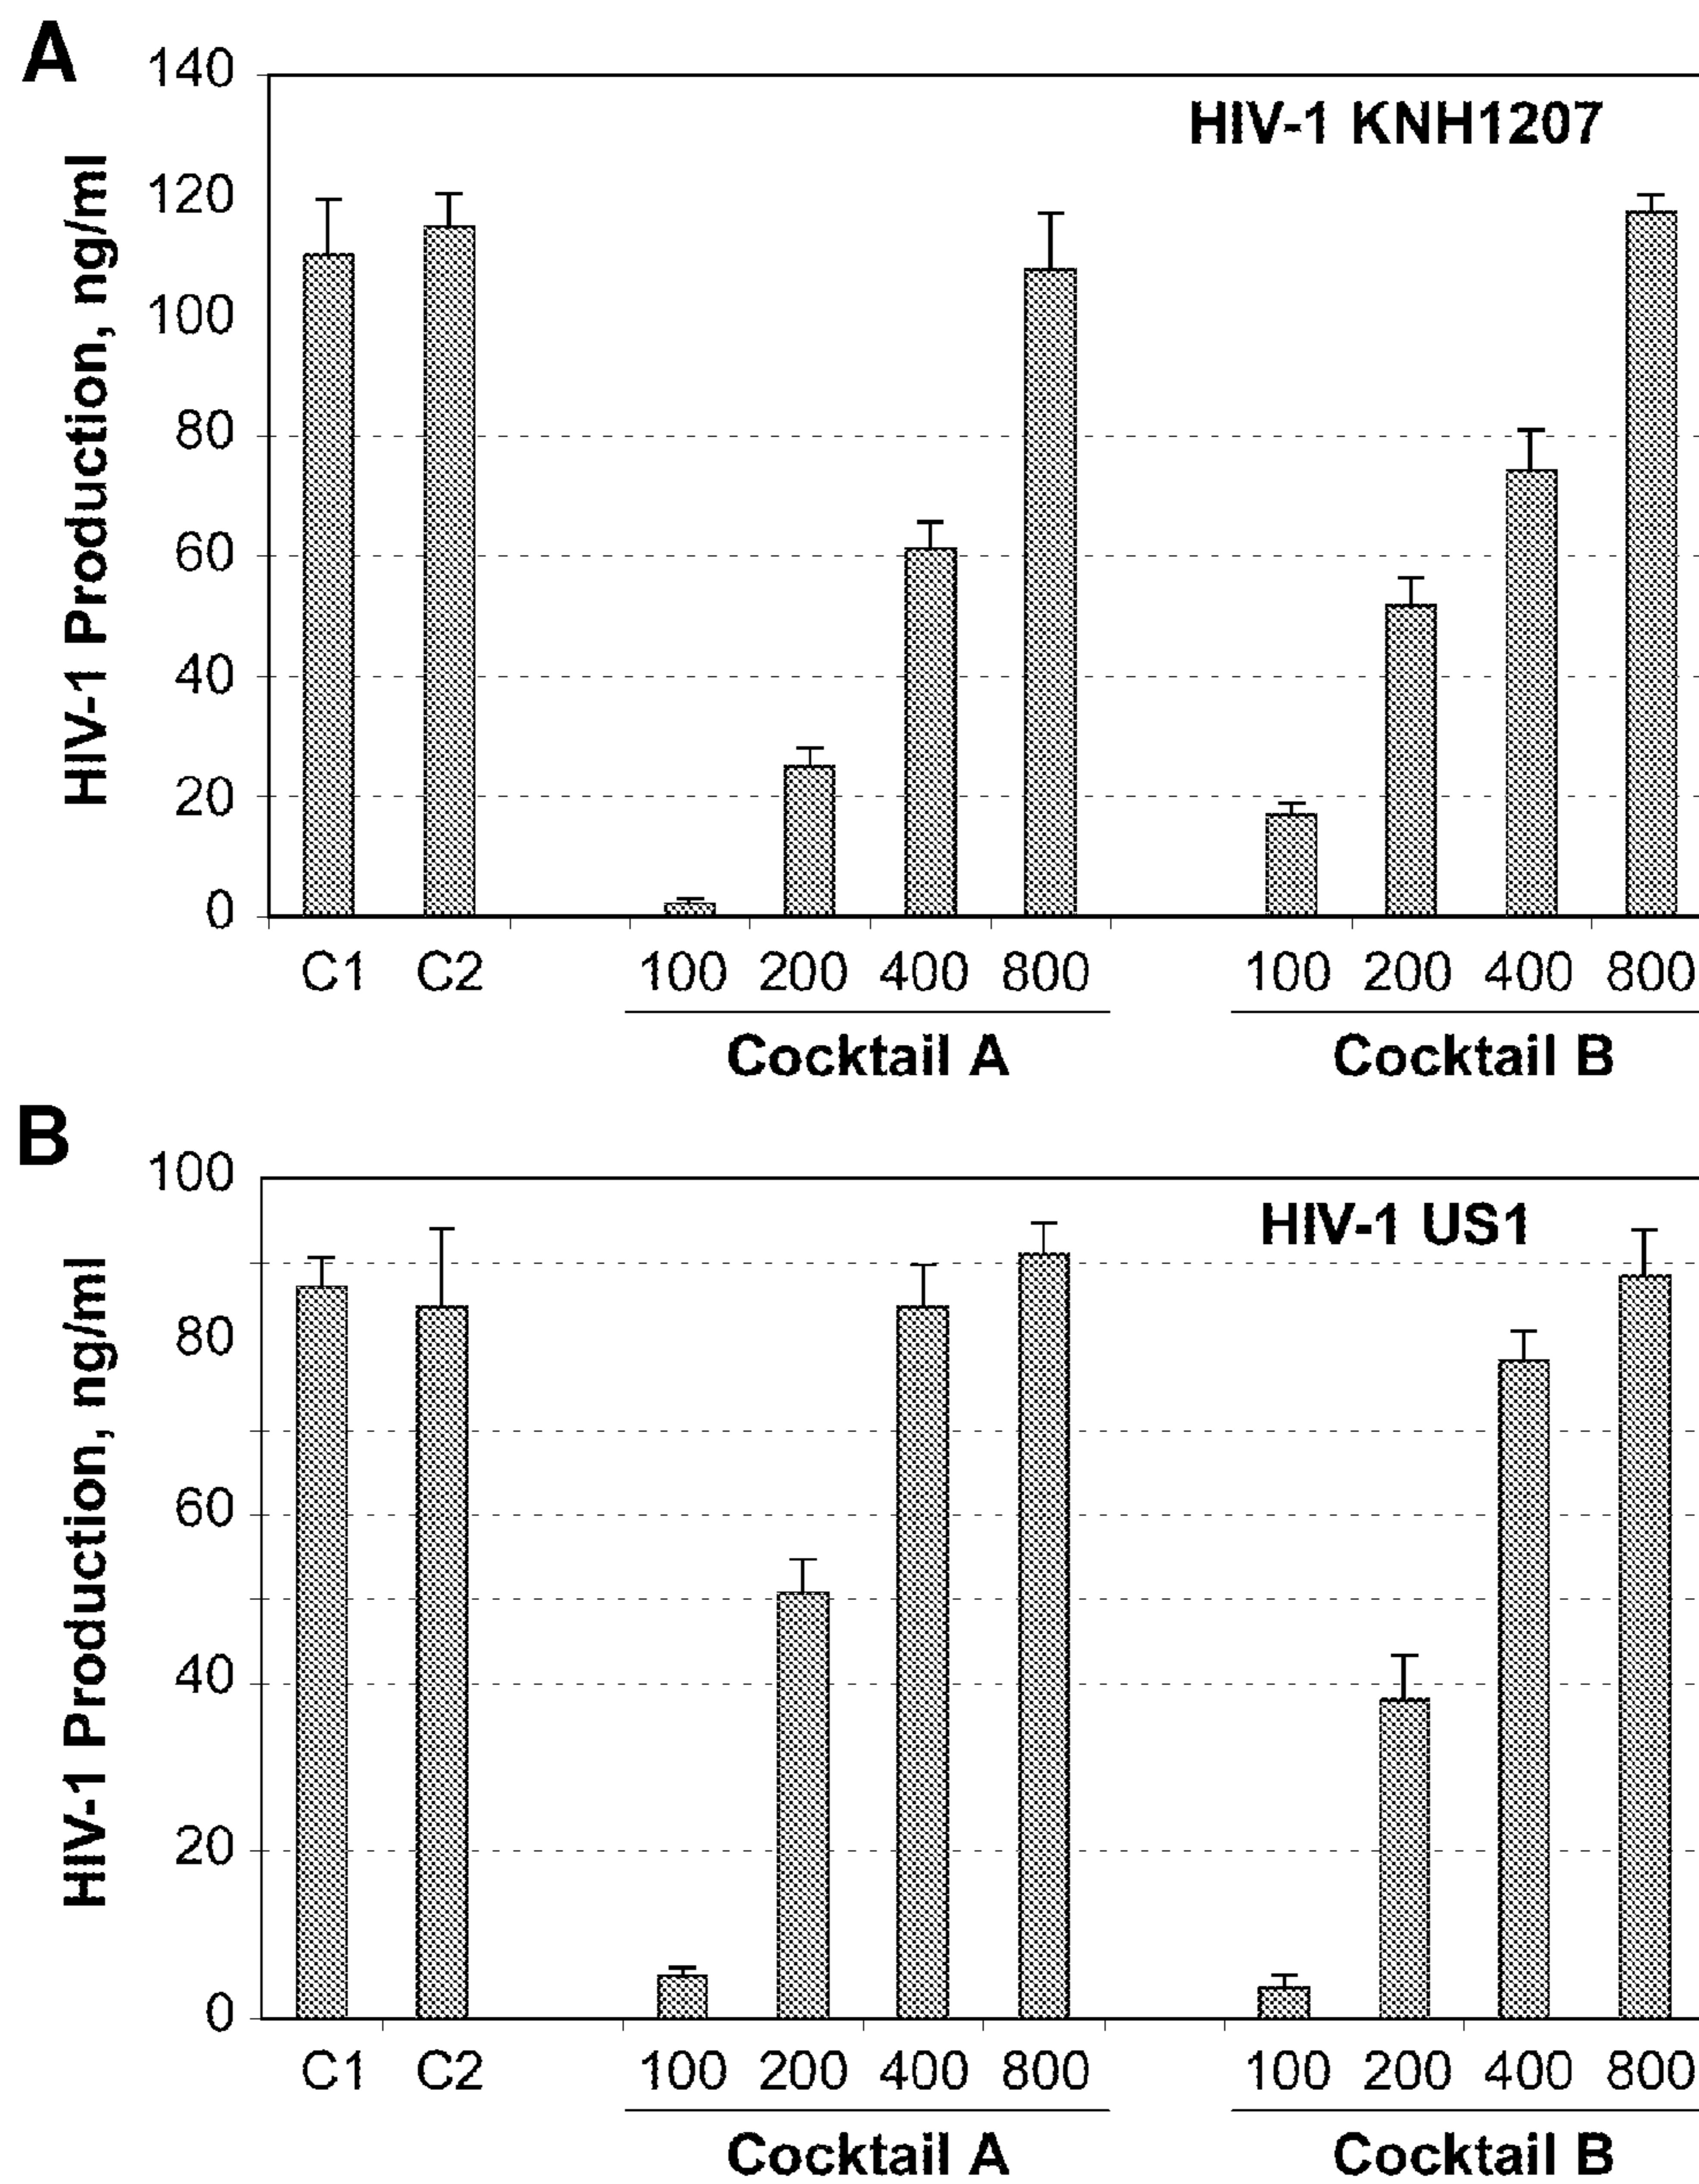 A
HIV-1 Production, ng/ml
140
120
100
80
60
40
20
0
HIV-1 KNH1207
C1 C2 100 200 400 800 100 200 400 800
Cocktail A Cocktail B
B
HIV-1 Production, ng/ml
100
80
60
40
20
0
HIV-1 US1
C1 C2 100 200 400 800 100 200 400 800
Cocktail A Cocktail B